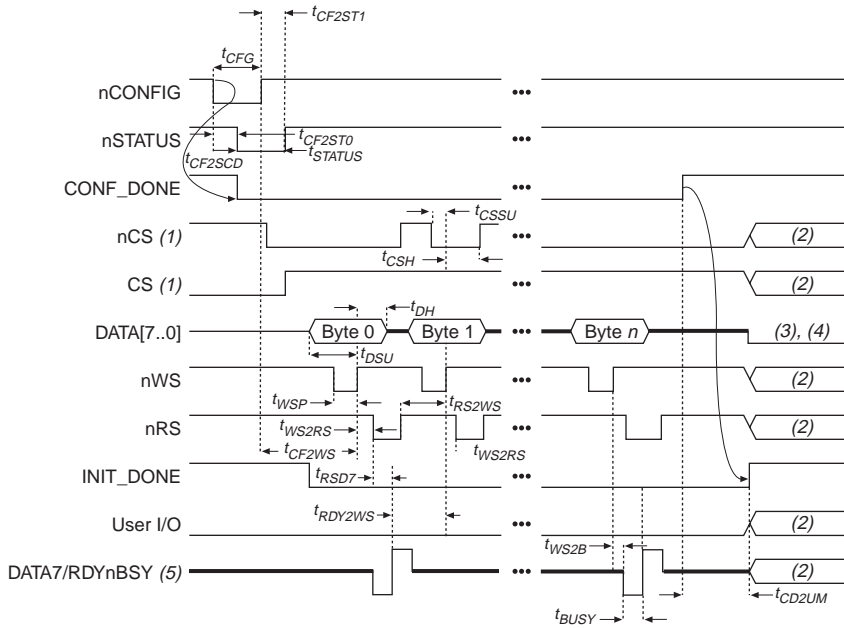 tCF2ST1
tCFG
nCONFIG
•••
•••
nSTATUS
tCF2ST0
tSTATUS
tCF2SCD
CONF_DONE
•••
tCSSU
nCS (1)
•••
(2)
tCSH
CS (1)
•••
(2)
tDH
DATA[7..0]
Byte 0
Byte 1
•••
Byte n
(3), (4)
tDSU
nWS
•••
(2)
tWSP
tRS2WS
nRS
•••
(2)
tWS2RS
tWS2RS
tCF2WS
INIT_DONE
•••
tRSD7
tRDY2WS
User I/O
•••
(2)
tWS2B
DATA7/RDYnBSY (5)
•••
(2)
tCD2UM
tBUSY